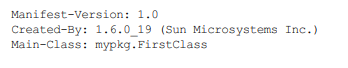 Manifest-Version: 1.0
Created-By: 1.6.0_19 (Sun Microsystems Inc.)
Main-Class: mypkg.FirstClass